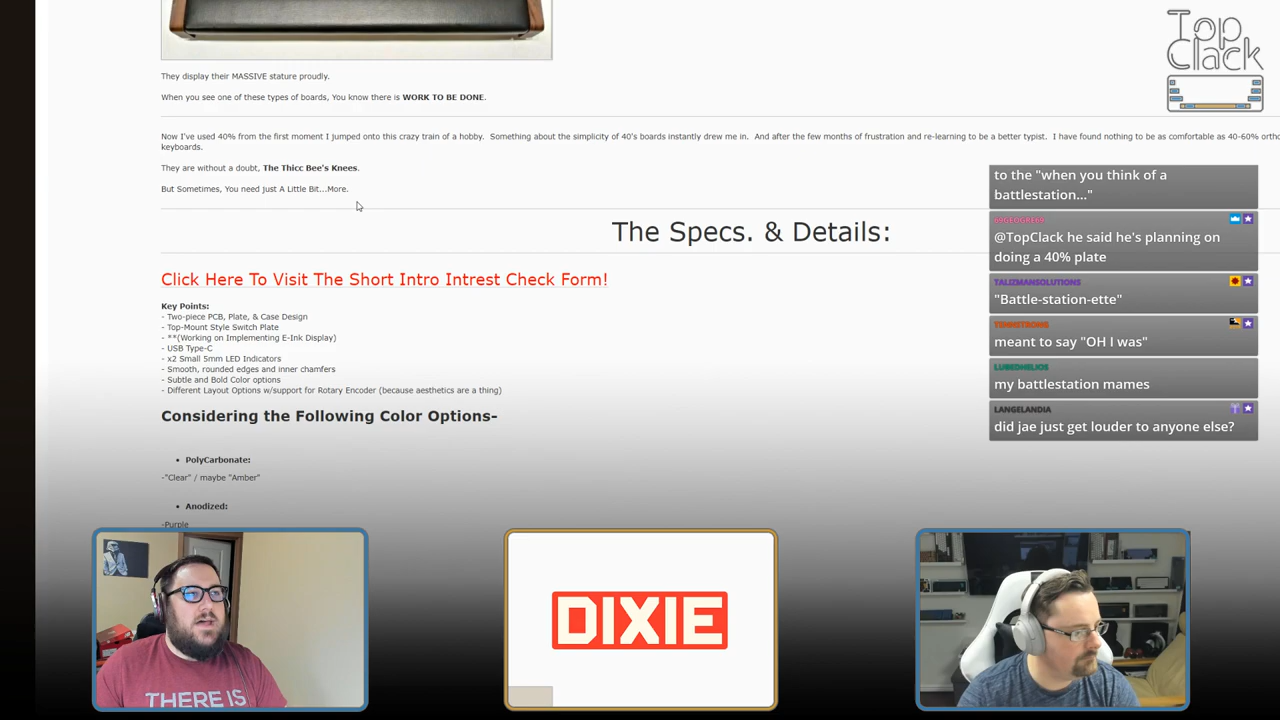 Top
Clack
They display their MASSIVE stature proudly.
When you see one of these types of boards, You know there is WORK TO BE DONE.
Now I've used 40% from the first moment I jumped onto this crazy train of a hobby. Something about the simplicity of 40's boards instantly drew me in. And after the few months of frustration and re-learning to be a better typist. I have found nothing to be as comfortable as 40-60% ortho
keyboards.
They are without a doubt, The Thicc Bee's Knees.
But Sometimes, You need just A Little Bit...More.
The Specs. & Details:
Click Here To Visit The Short Intro Intrest Check Form!
Key Points:
- Two-piece PCB, Plate, & Case Design
- Top-Mount Style Switch Plate
- **(Working on Implementing E-Ink Display)
- USB Type-C
- x2 Small 5mm LED Indicators
- Smooth, rounded edges and inner chamfers
- Subtle and Bold Color options
- Different Layout Options w/support for Rotary Encoder (because aesthetics are a thing)
Considering the Following Color Options-
• PolyCarbonate:
-"Clear" / maybe "Amber"
• Anodized:
-Purple
to the "when you think of a
battlestation..."
@TopClack he said he's planning on
doing a 40% plate
TALIZMANSOLUTIONS
"Battle-station-ette"
meant to say "OH I was"
LUBEDHELIOS
my battlestation mames
LANGELANDIA
did jae just get louder to anyone else?
THERE IS
DIXIE